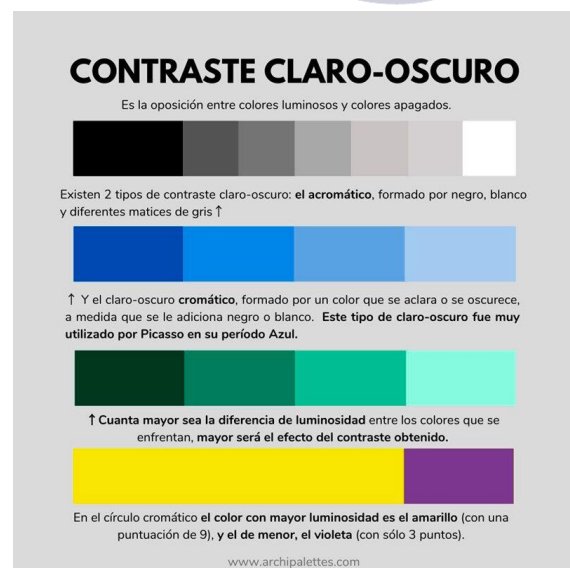 CONTRASTE CLARO-OSCURO
Es la oposición entre colores luminosos y colores apagados.
Existen 2 tipos de contraste claro-oscuro: el acromático, formado por negro, blanco
y diferentes matices de gris ↑
↑ Y el claro-oscuro cromático, formado por un color que se aclara o se oscurece,
a medida que se le adiciona negro o blanco. Este tipo de claro-oscuro fue muy
utilizado por Picasso en su período Azul.
↑ Cuanta mayor sea la diferencia de luminosidad entre los colores que se
enfrentan, mayor será el efecto del contraste obtenido.
En el círculo cromático el color con mayor luminosidad es el amarillo (con una
puntuación de 9), y el de menor, el violeta (con sólo 3 puntos).
www.archipalettes.com